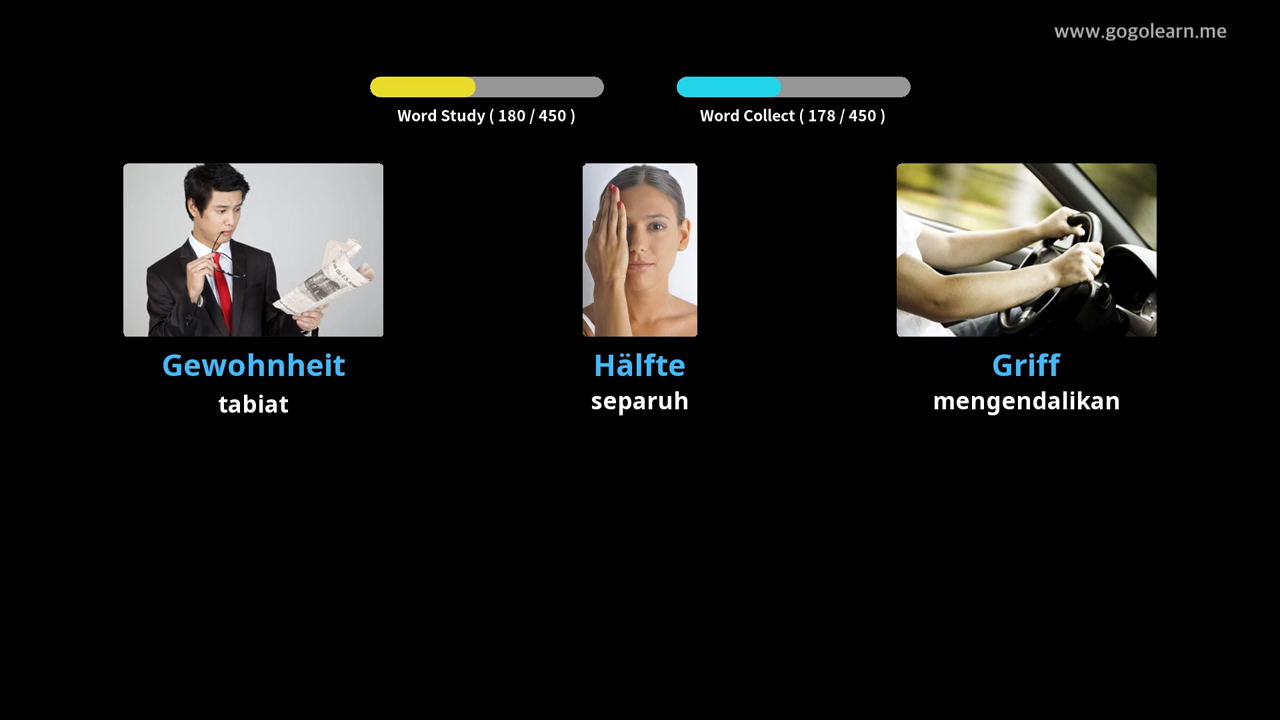 www.gogolearn.me
Word Study ( 180 / 450 )
Word Collect ( 178 / 450 )
Gewohnheit
tabiat
Hälfte
separuh
Griff
mengendalikan